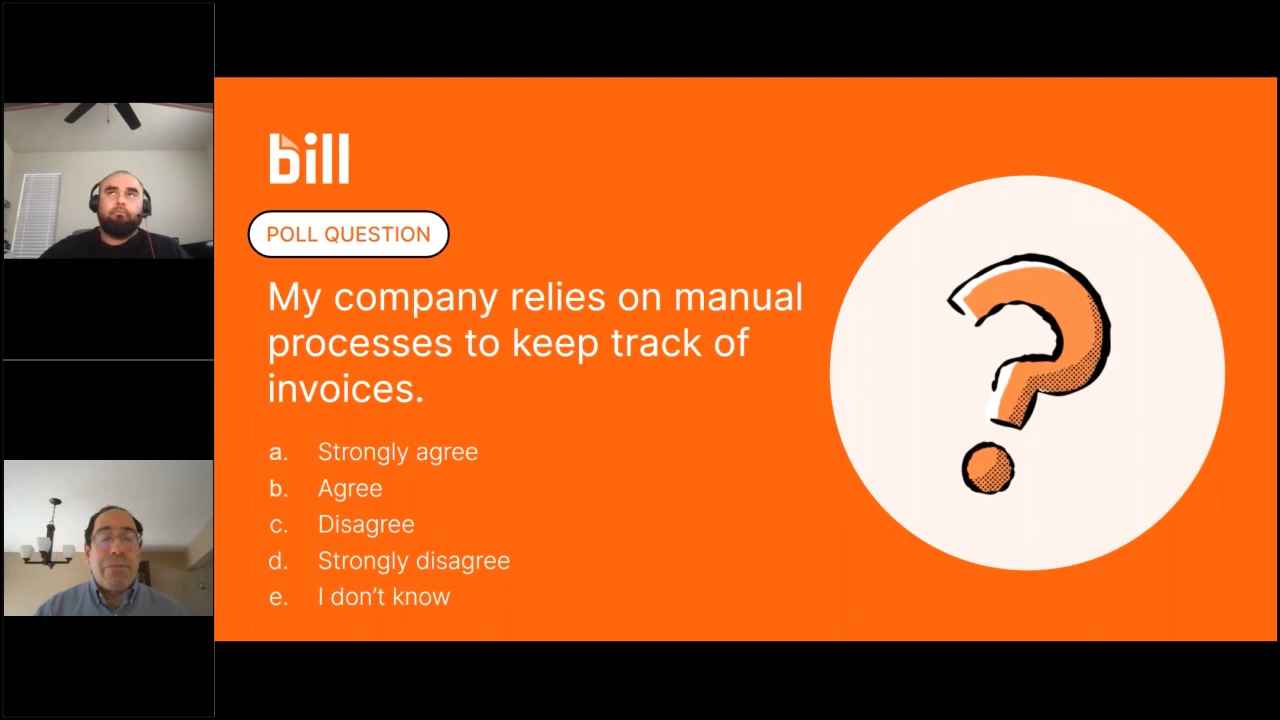 bill
POLL QUESTION
My company relies on manual
processes to keep track of
invoices.
a. Strongly agree
b. Agree
c. Disagree
d. Strongly disagree
e. I don't know